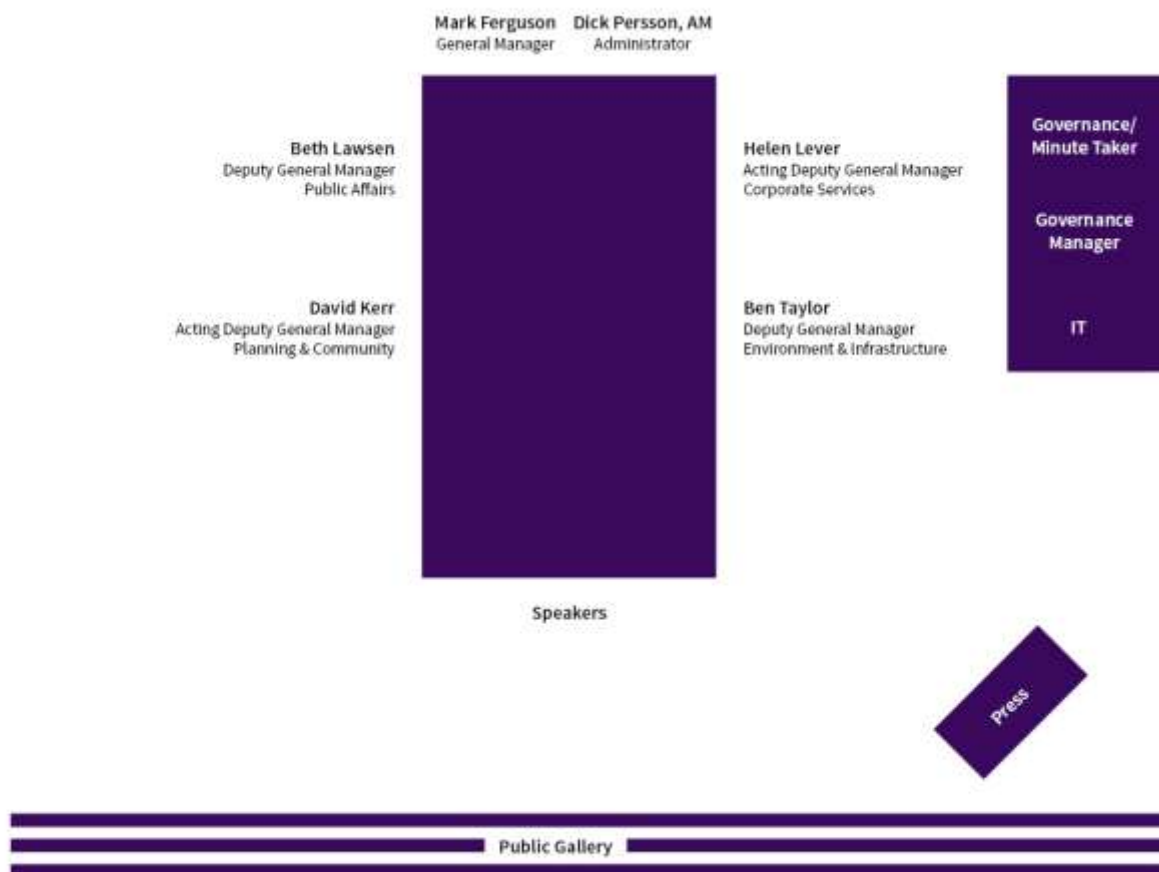 Mark Ferguson
General Manager
Dick Persson, AM
Administrator
Beth Lawsen
Deputy General Manager
Public Affairs
Helen Lever
Acting Deputy General Manager
Corporate Services
Governance/
Minute Taker
Governance
Manager
David Kerr
Acting Deputy General Manager
Planning & Community
Ben Taylor
Deputy General Manager
Environment & Infrastructure
IT
Speakers
Press
Public Gallery